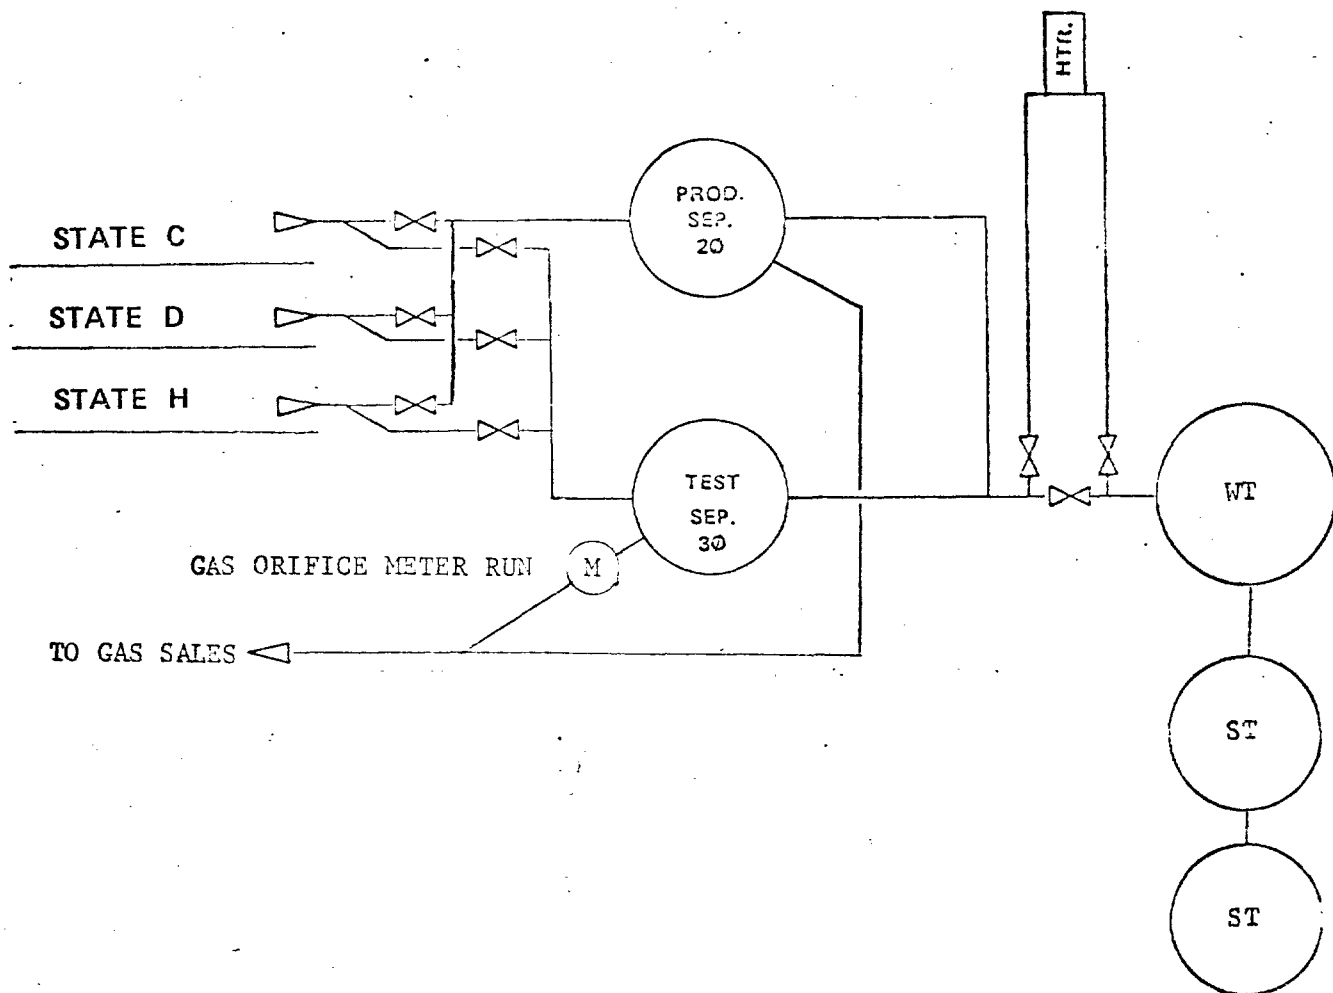 HTR.
PROD.
SEP.
20
STATE C
STATE D
STATE H
TEST
SEP.
30
WT
GAS ORIFICE METER RUN
M
TO GAS SALES
ST
ST